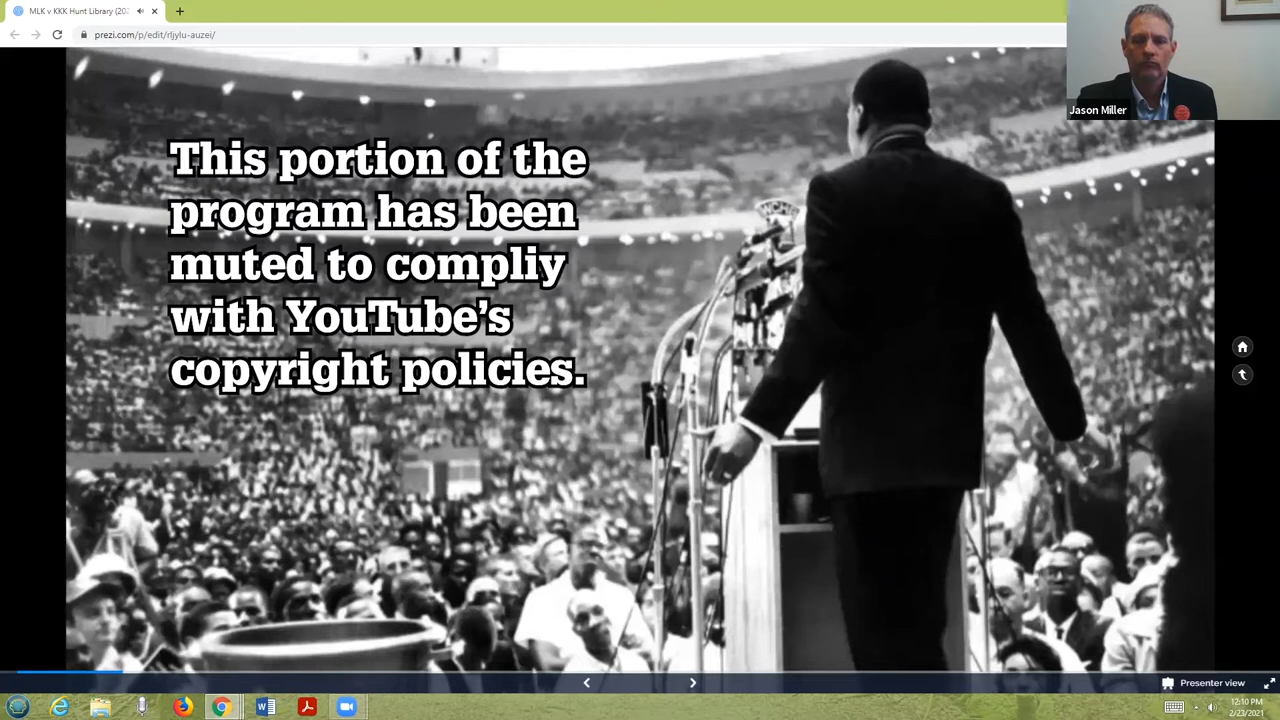 MLK v KKK Hunt Library (20
prezi.com/p/edit/rljylu-auzei/
Jason Miller
This portion of the
program has been
muted to compliy
with YouTube's
copyright policies.
Presenter view
12:10 PM
2/23/2021